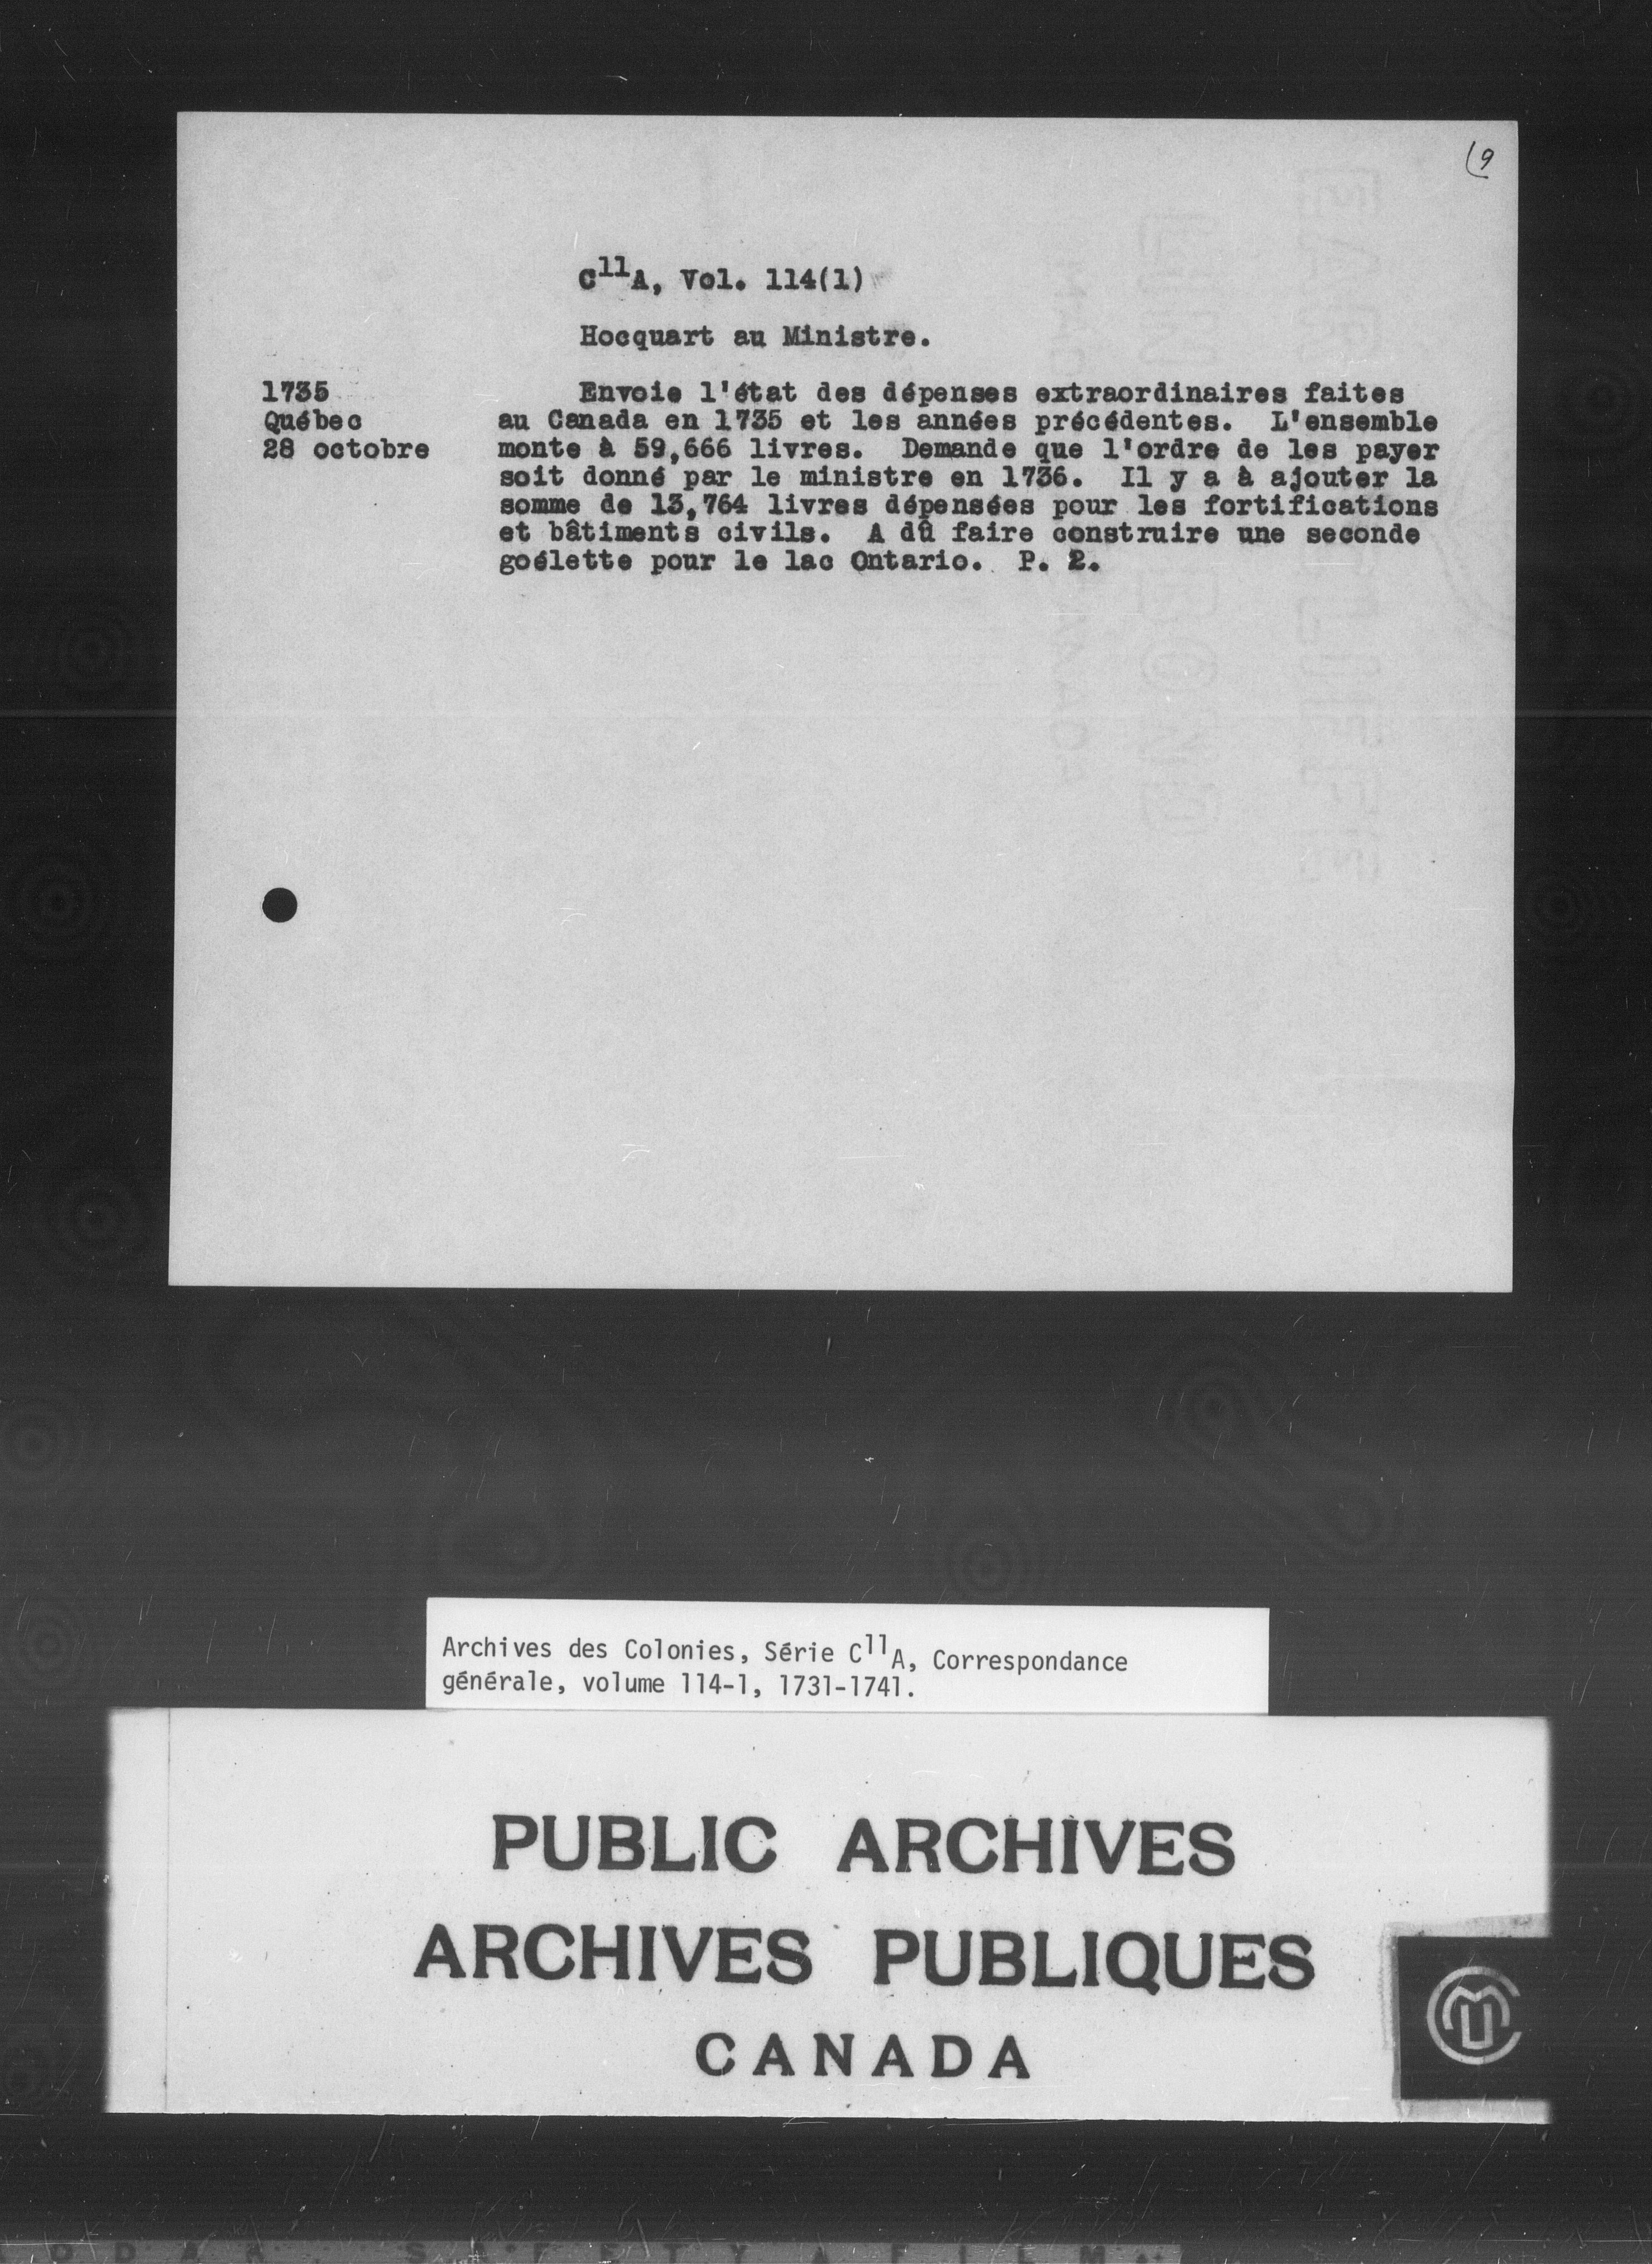 (9
C11A, Vol. 114(1)
Hocquart au Ministre.
1735
Québec
28 octobre
Envoie l'état des dépenses extraordinaires faites
au Canada en 1735 et les années précédentes. L'ensemble
monte à 59,666 livres. Demande que l'ordre de les payer
soit donné par le ministre en 1736. Il y a à ajouter la
somme de 13,764 livres dépensées pour les fortifications
et bâtiments civils. A dû faire construire une seconde
goélette pour le lac Ontario. P. 2.
Archives des Colonies, Série C11A, Correspondance
générale, volume 114-1, 1731-1741.
PUBLIC ARCHIVES
ARCHIVES PUBLIQUES
CANADA
SAFETY FILM